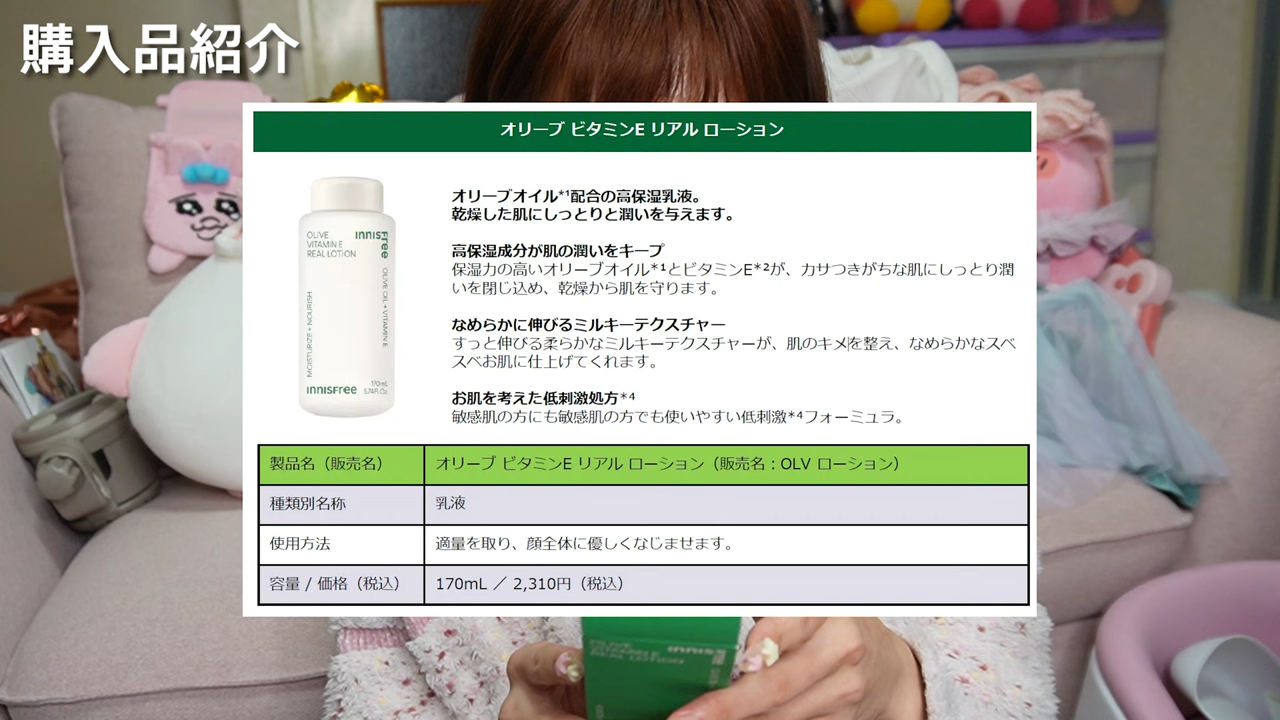 購入品紹介
オリーブ ビタミンE リアル ローション
OLIVE
VITAMIN E
REAL LOTION
innisfree
OLIVE OIL + VITAMIN E
MOISTURIZE + NOURISH
innisfree
170mL
5.74Fl.Oz
オリーブオイル*¹配合の高保湿乳液。
乾燥した肌にしっとりと潤いを与えます。
高保湿成分が肌の潤いをキープ
保湿力の高いオリーブオイル*¹とビタミンE*²が、カサつきがちな肌にしっとり潤
いを閉じ込め、乾燥から肌を守ります。
なめらかに伸びるミルキーテクスチャー
すっと伸びる柔らかなミルキーテクスチャーが、肌のキメを整え、なめらかなスベ
スベお肌に仕上げてくれます。
お肌を考えた低刺激処方*⁴
敏感肌の方にも敏感肌の方でも使いやすい低刺激*⁴フォーミュラ。
製品名（販売名） オリーブ ビタミンE リアル ローション（販売名：OLV ローション）
種類別名称 乳液
使用方法 適量を取り、顔全体に優しくなじませます。
容量 / 価格（税込） 170mL ／ 2,310円（税込）
OLIVE
VITAMIN E
REAL LOTION